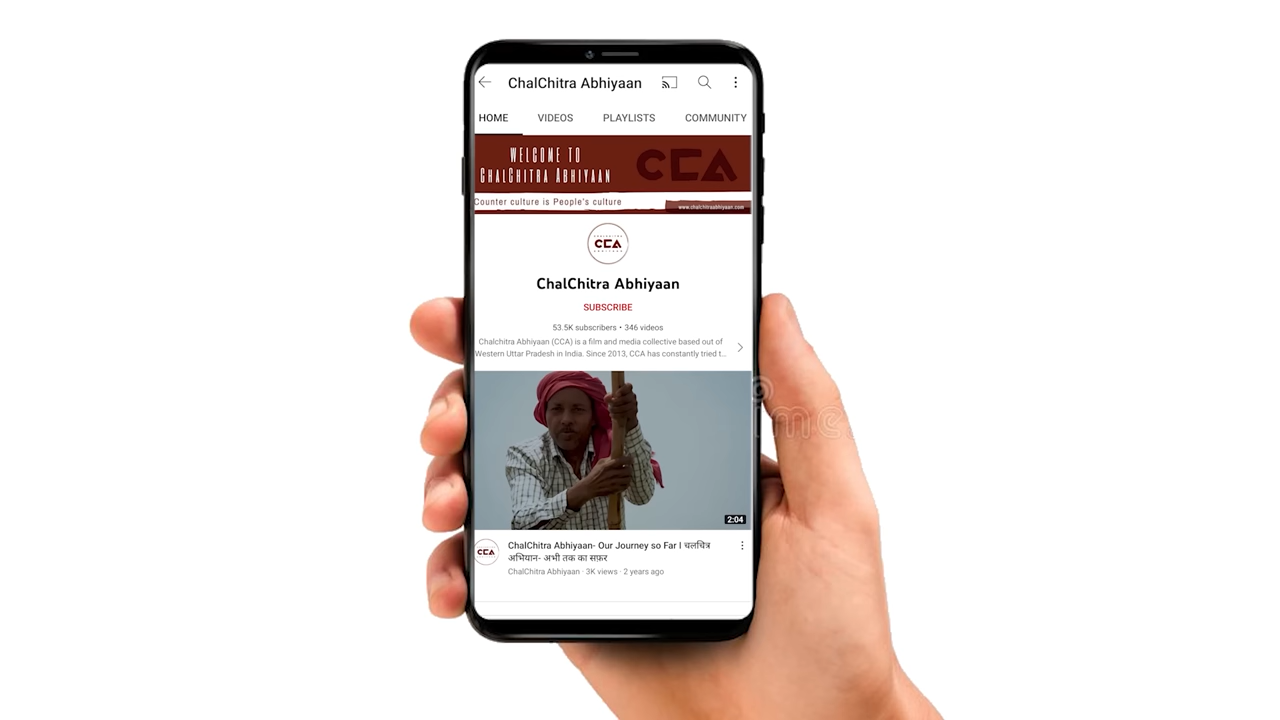 ChalChitra Abhiyaan
HOME VIDEOS PLAYLISTS COMMUNITY
WELCOME TO
CHALCHITRA ABHIYAAN
CCA
Counter culture is People's culture
www.chalchitraabhiyaan.com
CCA
ChalChitra Abhiyaan
SUBSCRIBE
53.5K subscribers • 346 videos
Chalchitra Abhiyaan (CCA) is a film and media collective based out of
Western Uttar Pradesh in India. Since 2013, CCA has constantly tried t...
2:04
CCA
ChalChitra Abhiyaan- Our Journey so Far I चलचित्र
अभियान- अभी तक का सफ़र
ChalChitra Abhiyaan · 3K views · 2 years ago